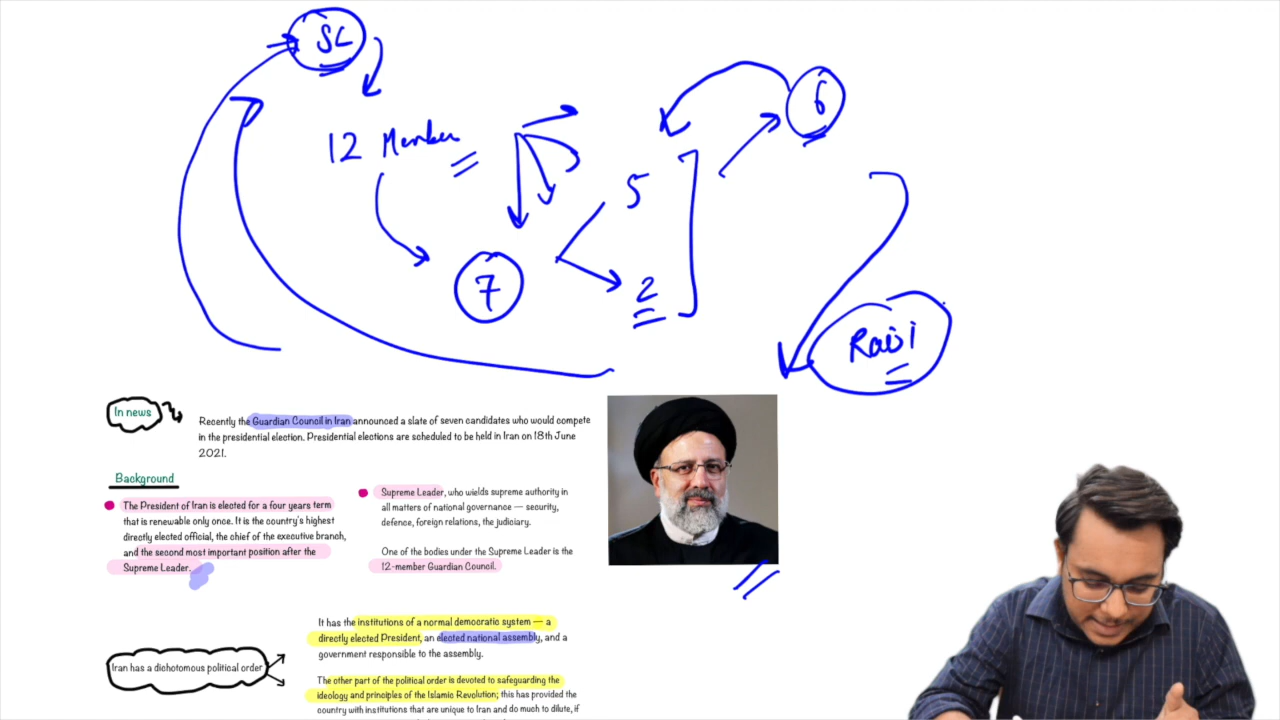 SL
12 Member
6
5
7
2
Raisi
In news
Recently the Guardian Council in Iran announced a slate of seven candidates who would compete
in the presidential election. Presidential elections are scheduled to be held in Iran on 18th June
2021.
Background
The President of Iran is elected for a four years term
that is renewable only once. It is the country's highest
directly elected official, the chief of the executive branch,
and the second most important position after the
Supreme Leader.
Supreme Leader, who wields supreme authority in
all matters of national governance — security,
defence, foreign relations, the judiciary.
One of the bodies under the Supreme Leader is the
12-member Guardian Council.
Iran has a dichotomous political order
It has the institutions of a normal democratic system — a
directly elected President, an elected national assembly, and a
government responsible to the assembly.
The other part of the political order is devoted to safeguarding the
ideology and principles of the Islamic Revolution; this has provided the
country with institutions that are unique to Iran and do much to dilute, if